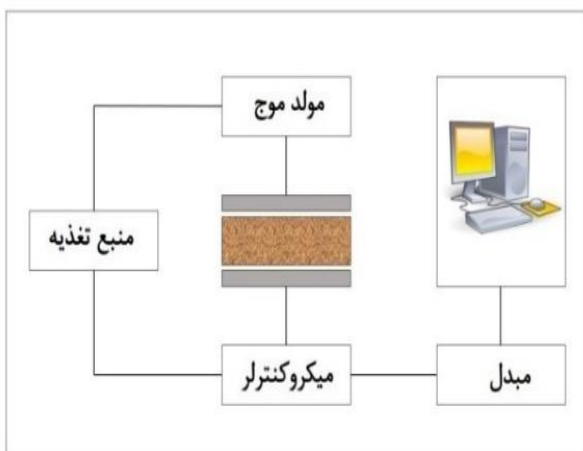 مولد موج
منبع تغذیه
میکروکنترلر
مبدل